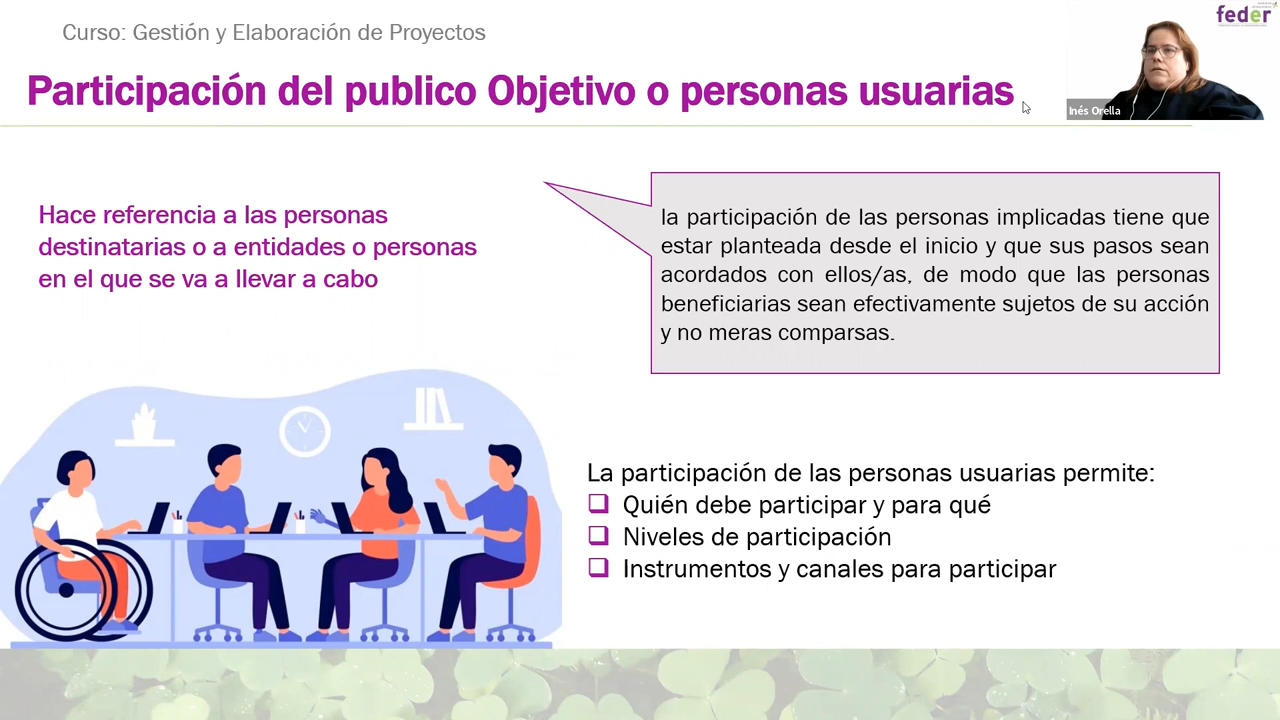 Curso: Gestión y Elaboración de Proyectos
feder
Participación del publico Objetivo o personas usuarias
Inés Orella
Hace referencia a las personas
destinatarias o a entidades o personas
en el que se va a llevar a cabo
la participación de las personas implicadas tiene que
estar planteada desde el inicio y que sus pasos sean
acordados con ellos/as, de modo que las personas
beneficiarias sean efectivamente sujetos de su acción
y no meras comparsas.
La participación de las personas usuarias permite:
Quién debe participar y para qué
Niveles de participación
Instrumentos y canales para participar